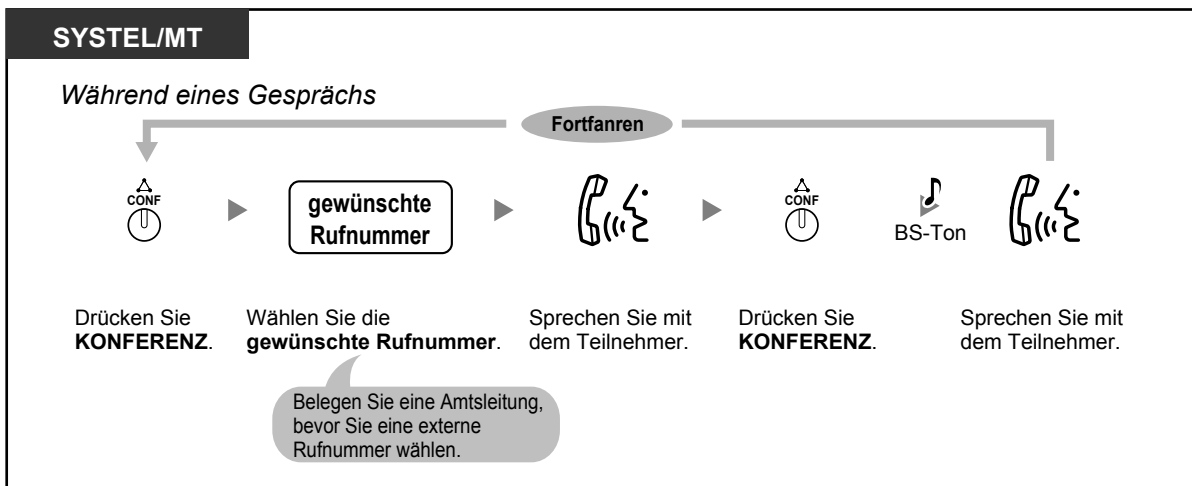 SYSTEL/MT
Während eines Gesprächs
Fortfanren
CONF
gewünschte
Rufnummer
CONF
BS-Ton
Drücken Sie
KONFERENZ.
Wählen Sie die
gewünschte Rufnummer.
Sprechen Sie mit
dem Teilnehmer.
Drücken Sie
KONFERENZ.
Sprechen Sie mit
dem Teilnehmer.
Belegen Sie eine Amtsleitung,
bevor Sie eine externe
Rufnummer wählen.